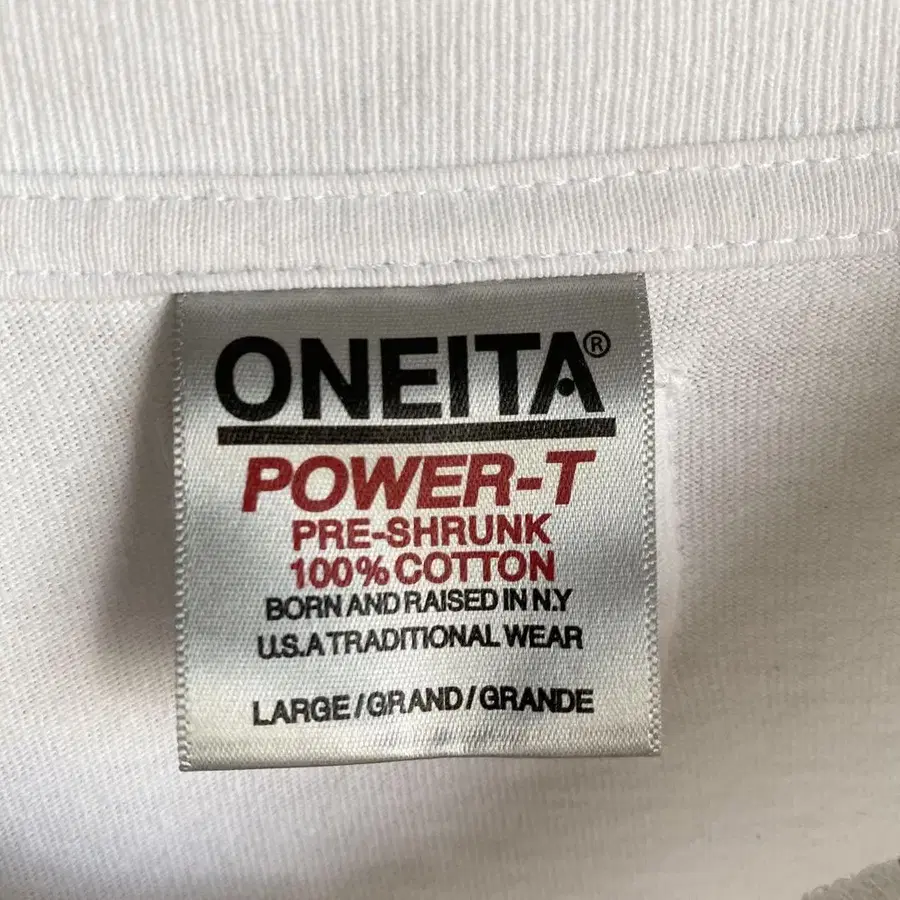 ONEITA®
POWER-T
PRE-SHRUNK
100% COTTON
BORN AND RAISED IN N.Y
U.S.A TRADITIONAL WEAR
LARGE/GRAND/GRANDE